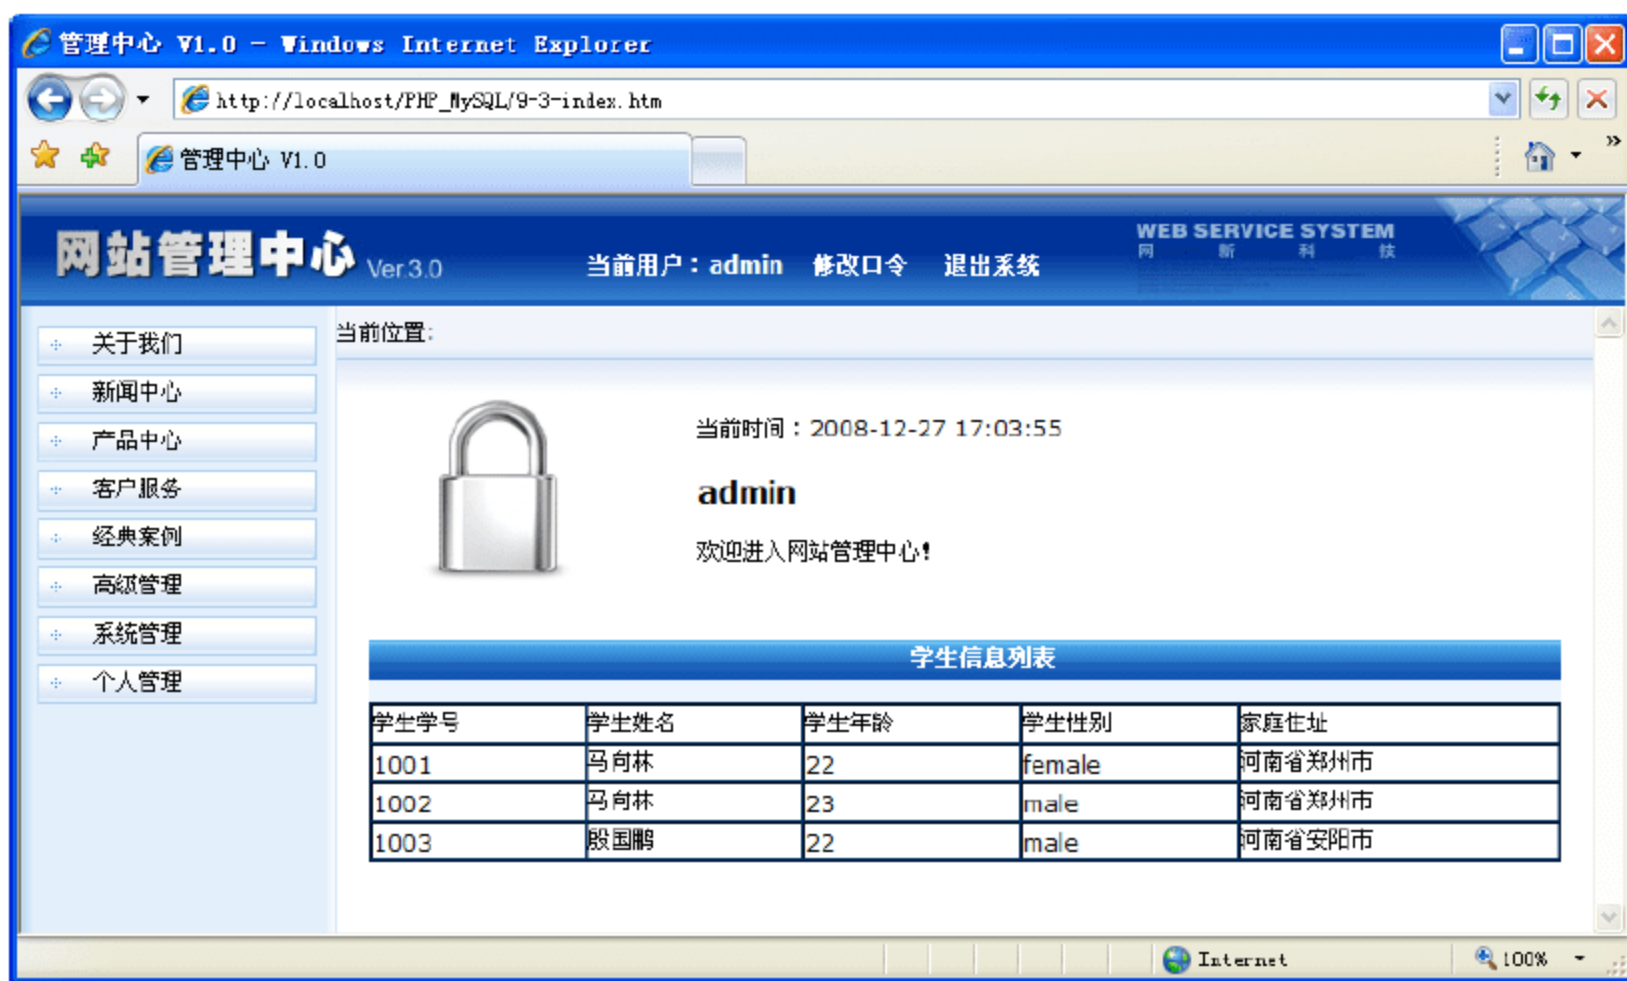 管理中心 V1.0 - Windows Internet Explorer
http://localhost/PHP_MySQL/9-3-index.htm
管理中心 V1.0
网站管理中心 Ver.3.0
当前用户：admin 修改口令 退出系统
WEB SERVICE SYSTEM
网 新 科 技
关于我们
新闻中心
产品中心
客户服务
经典案例
高级管理
系统管理
个人管理
当前位置:
当前时间：2008-12-27 17:03:55
admin
欢迎进入网站管理中心!
学生信息列表
学生学号 学生姓名 学生年龄 学生性别 家庭住址
1001 马向林 22 female 河南省郑州市
1002 马向林 23 male 河南省郑州市
1003 殷国鹏 22 male 河南省安阳市
Internet 100%